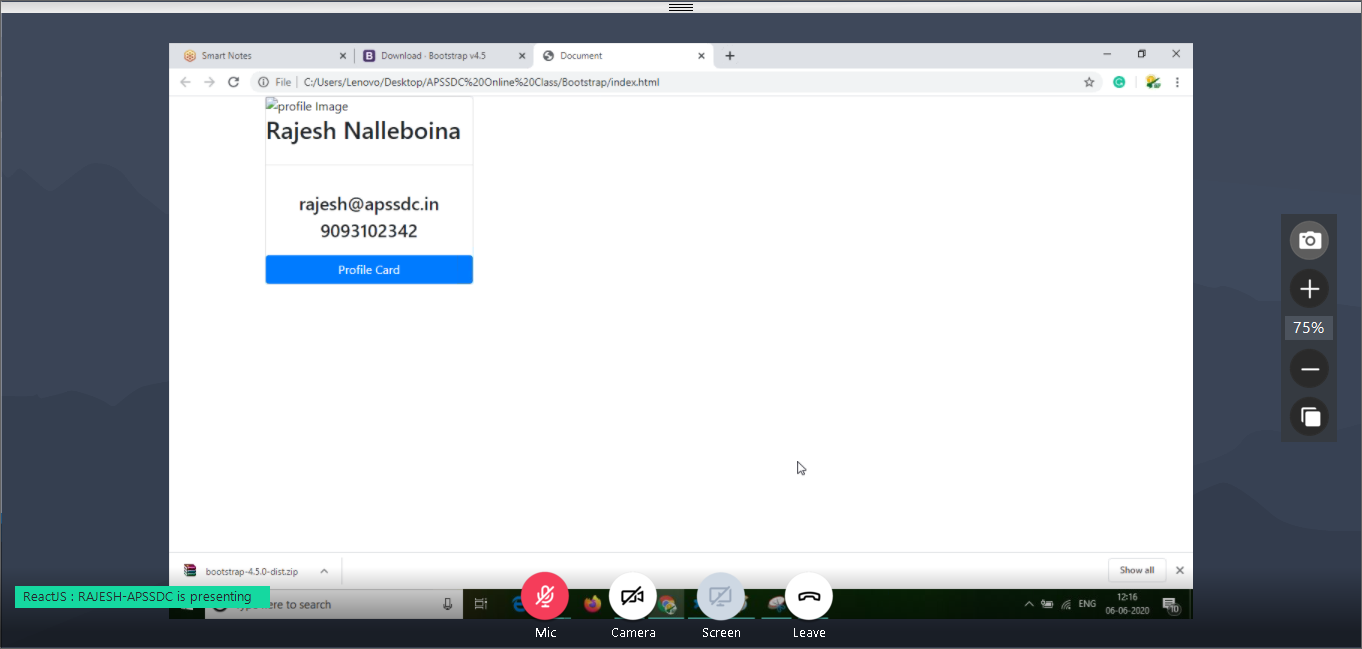 Smart Notes
Download · Bootstrap v4.5
Document
File
C:/Users/Lenovo/Desktop/APSSDC%20Online%20Class/Bootstrap/index.html
profile Image
Rajesh Nalleboina
rajesh@apssdc.in
9093102342
Profile Card
75%
bootstrap-4.5.0-dist.zip
Show all
ReactJS : RAJESH-APSSDC is presenting
here to search
ENG
12:16
06-06-2020
10
Mic
Camera
Screen
Leave